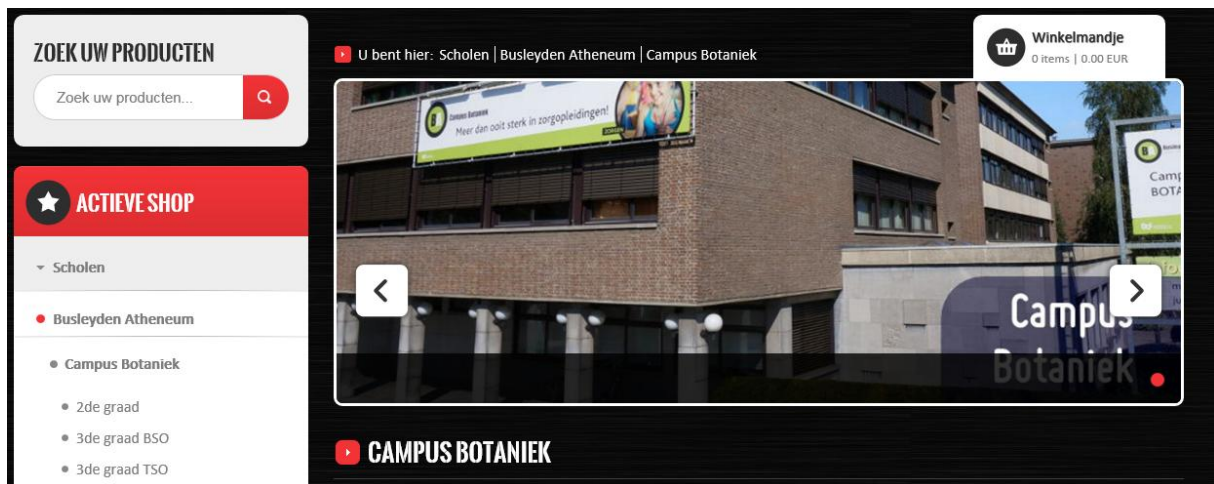 ZOEK UW PRODUCTEN
Zoek uw producten...
ACTIEVE SHOP
Scholen
Busleyden Atheneum
Campus Botaniek
2de graad
3de graad BSO
3de graad TSO
U bent hier: Scholen | Busleyden Atheneum | Campus Botaniek
Winkelmandje
0 items | 0.00 EUR
Campus Botaniek
Meer dan ooit sterk in zorgopleidingen!
ZORGEN
Campus
Botaniek
CAMPUS BOTANIEK